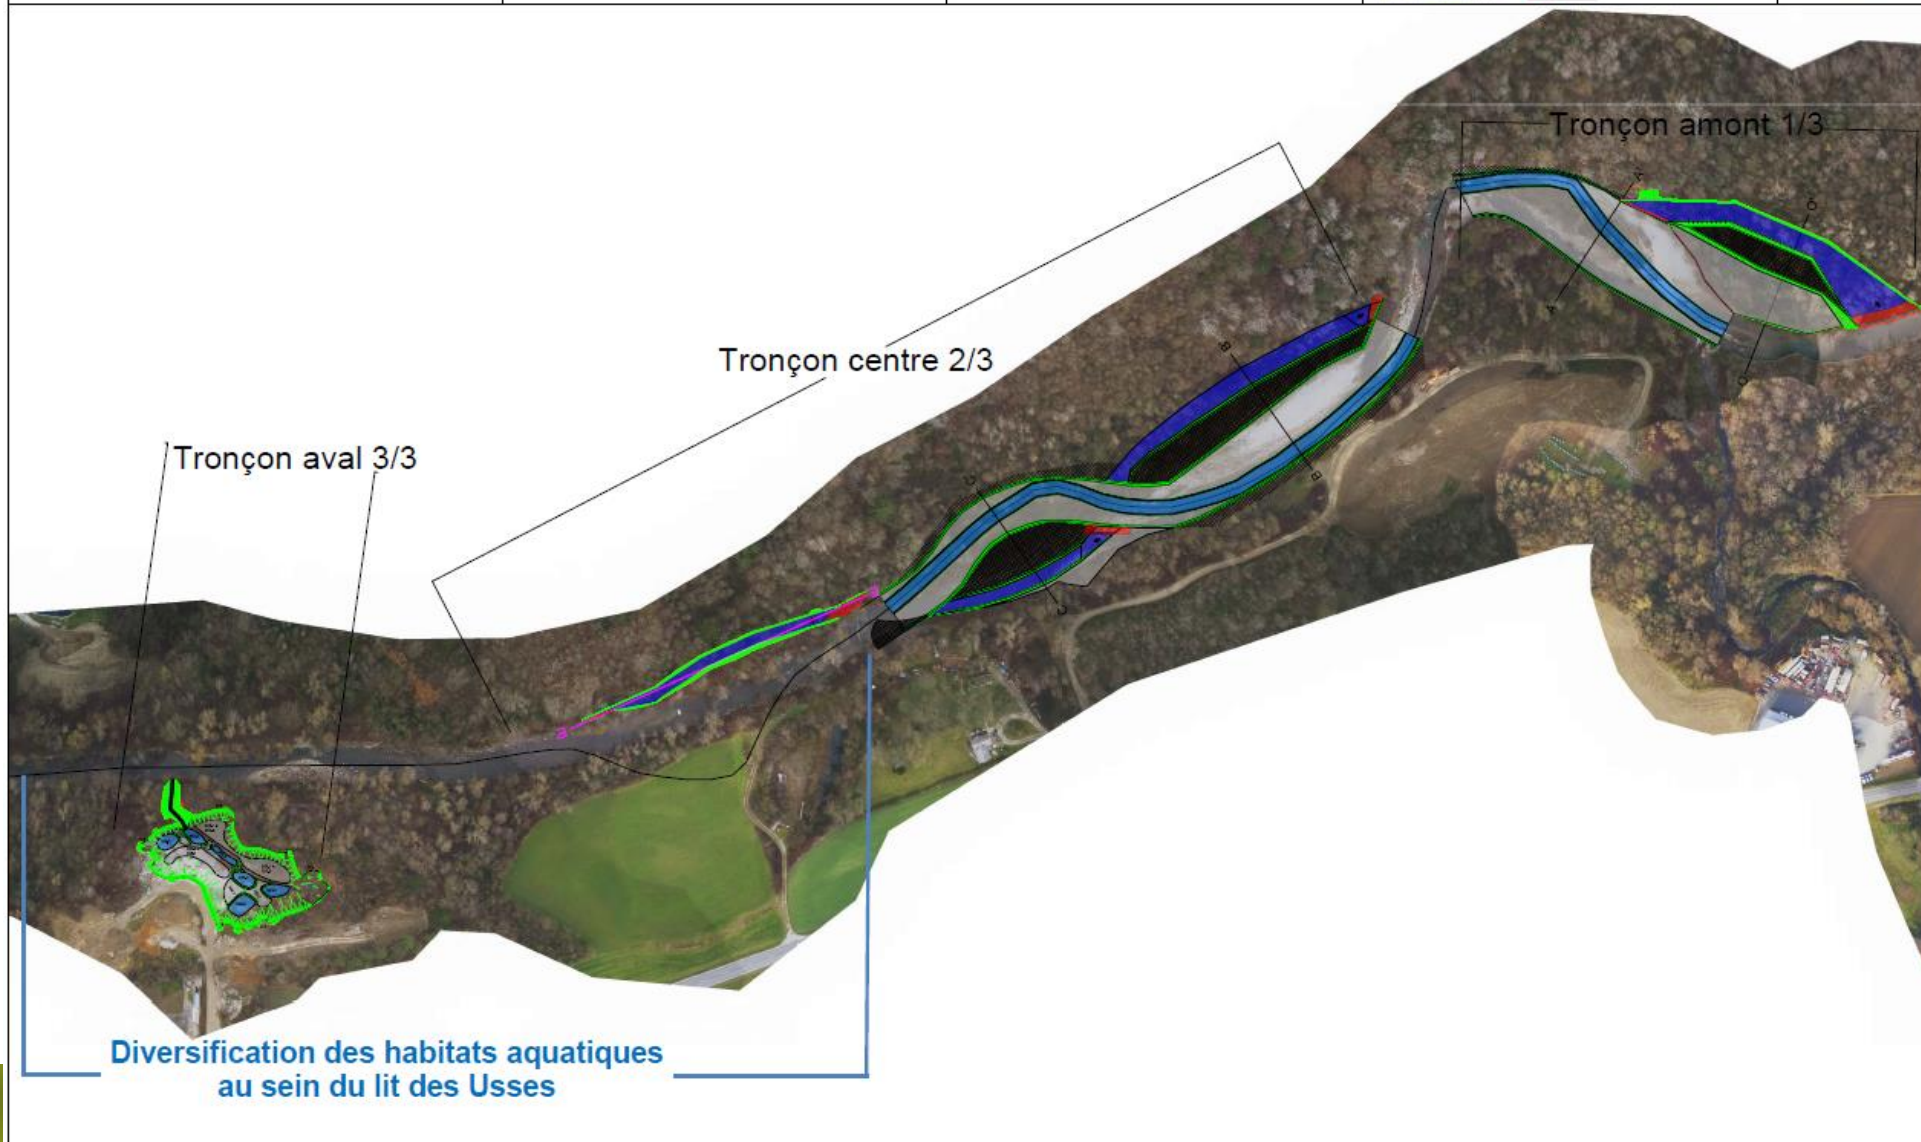 Tronçon amont 1/3
Tronçon centre 2/3
Tronçon aval 3/3
A
A
B
B
C
C
a
a
Diversification des habitats aquatiques
au sein du lit des Usses